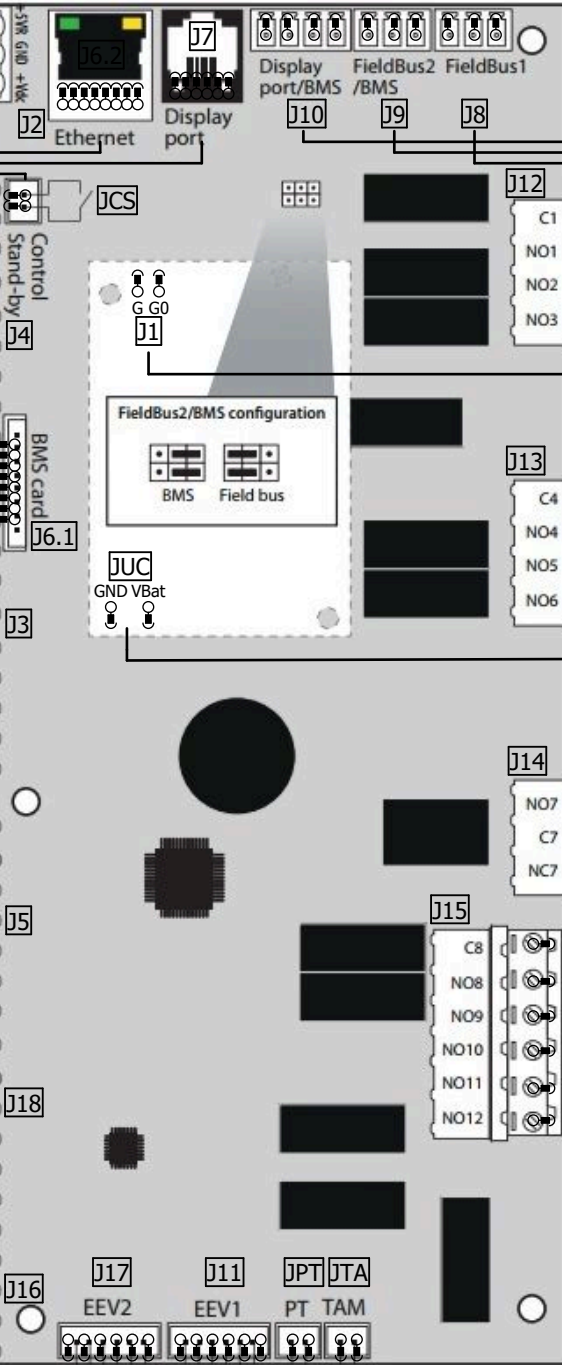 +5VR GND +Vdc
J2
J6.2
Ethernet
J7
Display
port
Display
port/BMS
J10
FieldBus2
/BMS
J9
FieldBus1
J8
JCS
Control
Stand-by
J4
G G0
J1
FieldBus2/BMS configuration
BMS
Field bus
J12
C1
NO1
NO2
NO3
BMS card
J6.1
J13
C4
NO4
NO5
NO6
JUC
GND VBat
J3
J14
NO7
C7
NC7
J5
J15
C8
NO8
NO9
NO10
NO11
NO12
J18
J16
J17
EEV2
J11
EEV1
JPT
PT
JTA
TAM